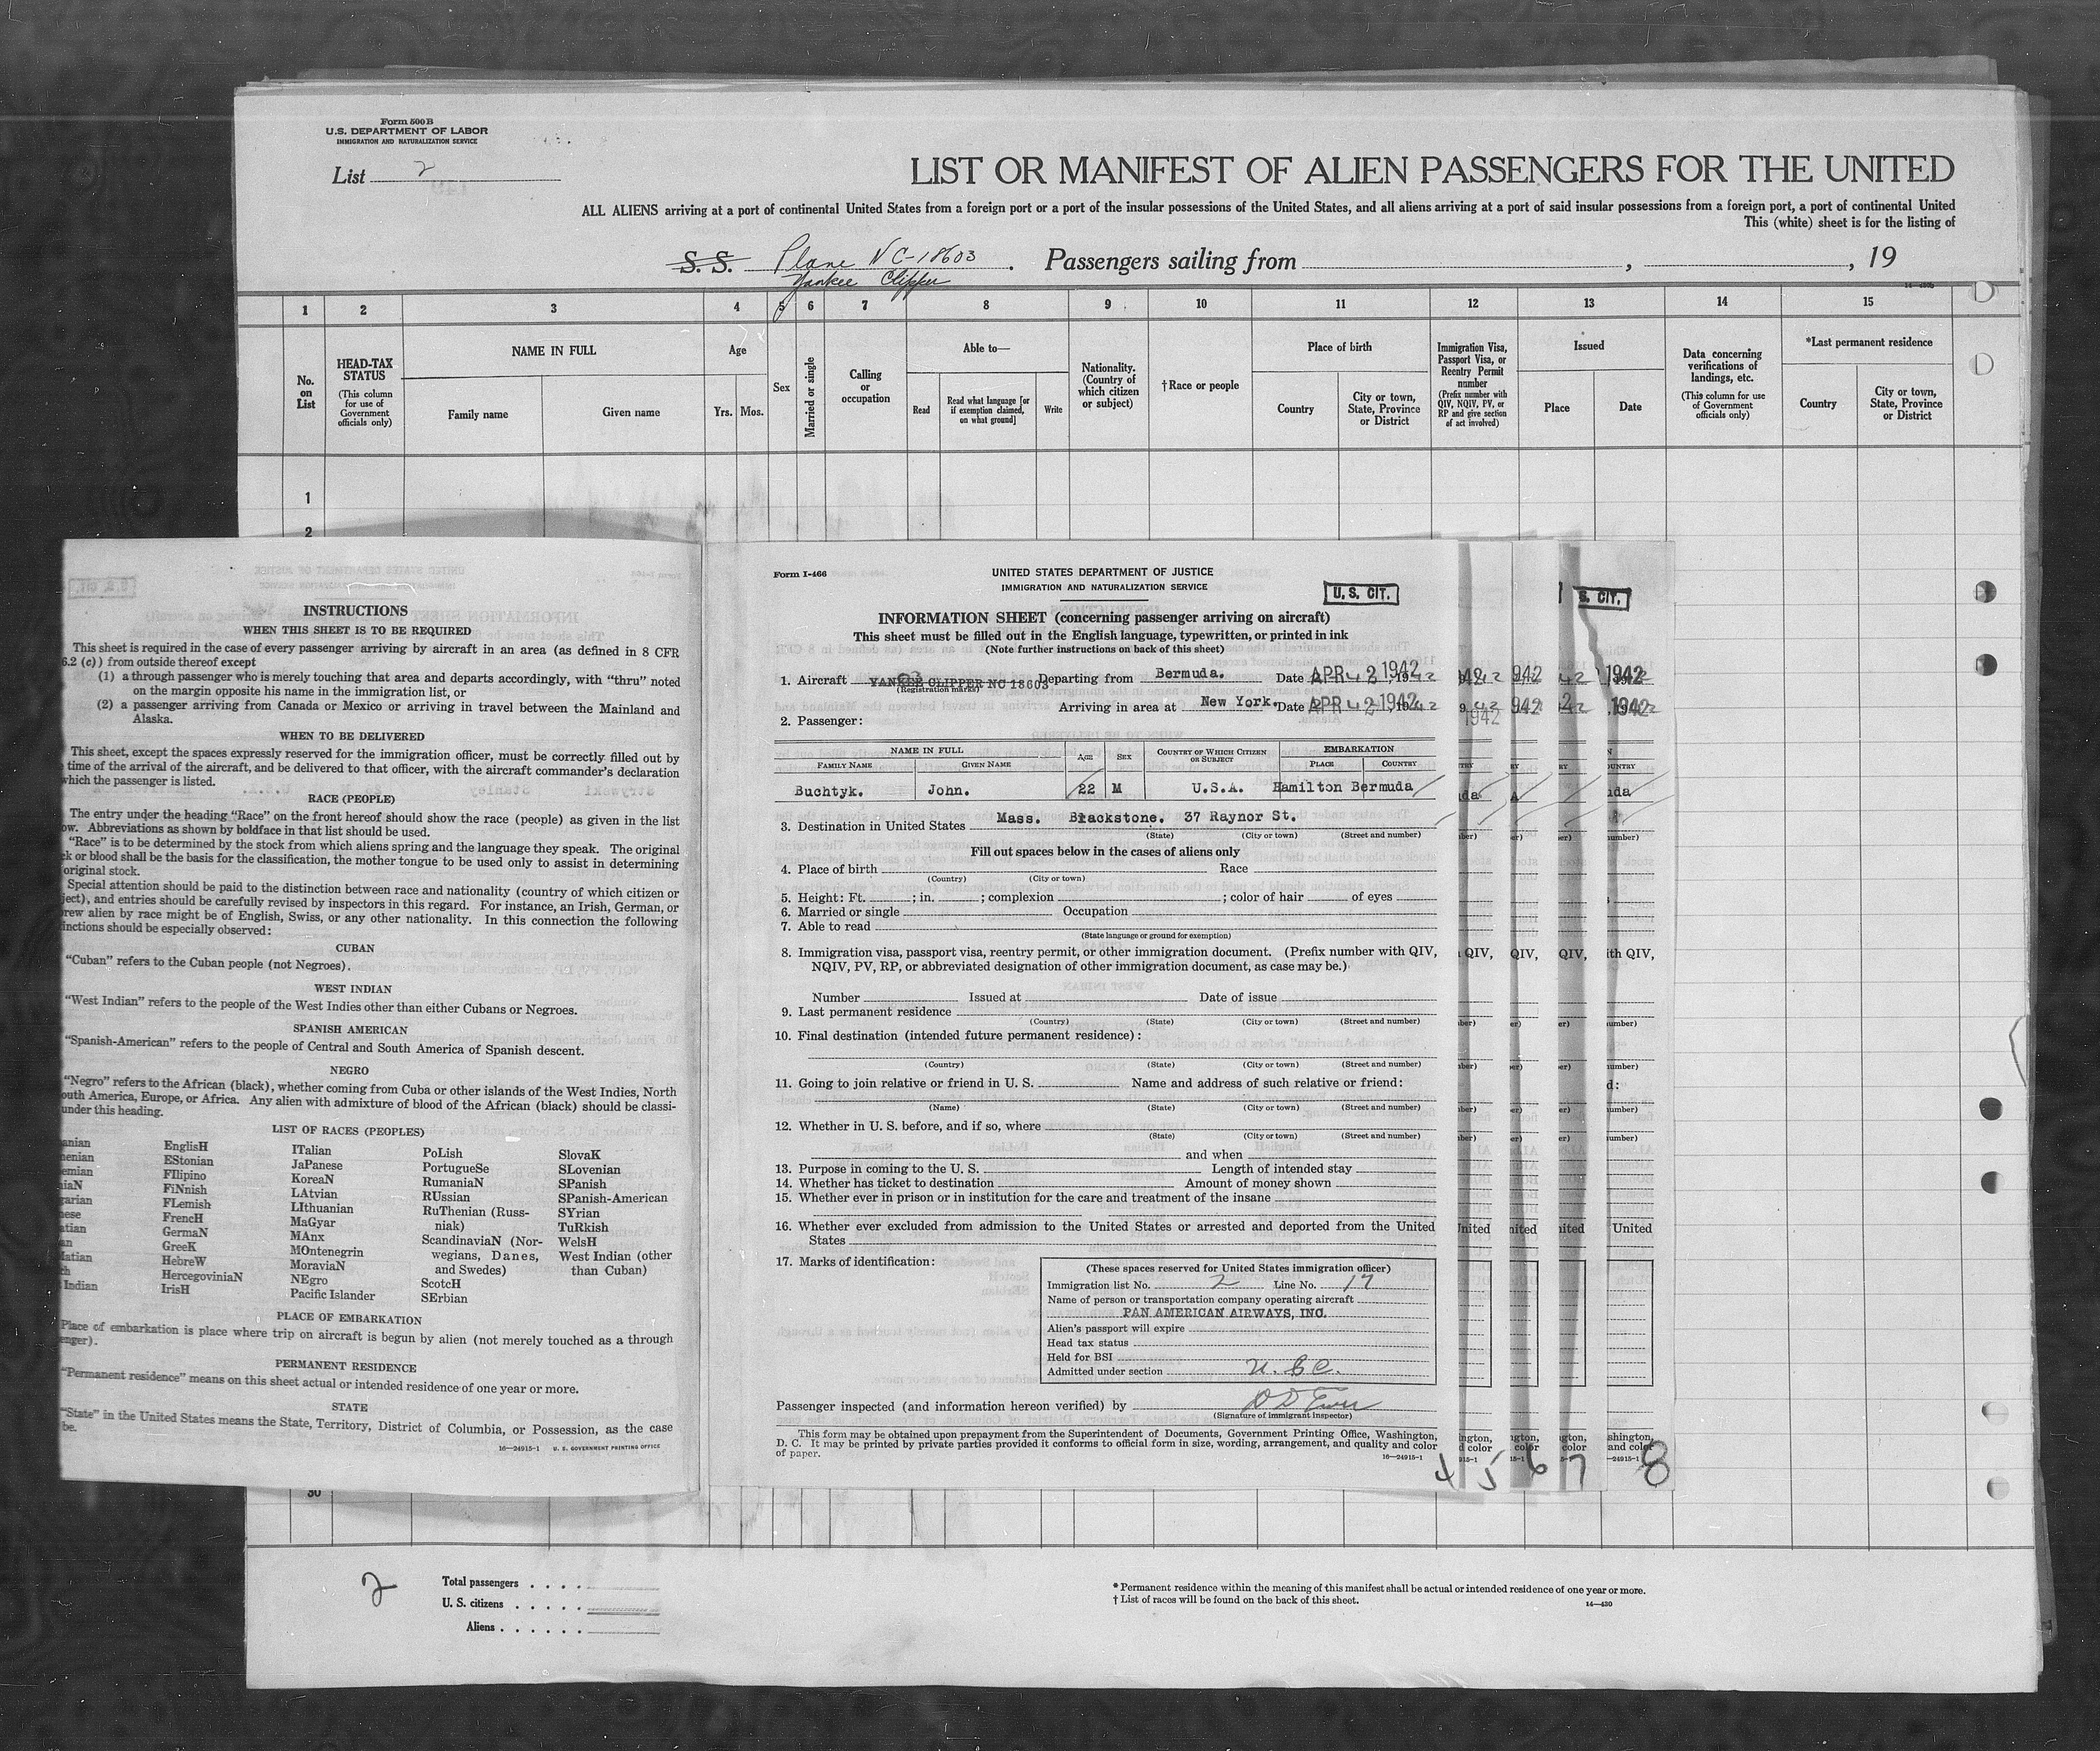 Form 500 B
U.S. DEPARTMENT OF LABOR
IMMIGRATION AND NATURALIZATION SERVICE
List 2
LIST OR MANIFEST OF ALIEN PASSENGERS FOR THE UNITED
ALL ALIENS arriving at a port of continental United States from a foreign port or a port of the insular possessions of the United States, and all aliens arriving at a port of said insular possessions from a foreign port, a port of continental United
This (white) sheet is for the listing of
S. S. Plane NC-18603 . Passengers sailing from , , 19
Yankee Clipper
1 2 3 4 5 6 7 8 9 10 11 12 13 14 15
No. on List
HEAD-TAX STATUS
(This column for use of Government officials only)
NAME IN FULL
Family name
Given name
Age
Yrs. Mos.
Sex
Married or single
Calling or occupation
Able to—
Read
Read what language [or if exemption claimed, on what ground]
Write
Nationality. (Country of which citizen or subject)
† Race or people
Place of birth
Country
City or town, State, Province or District
Immigration Visa, Passport Visa, or Reentry Permit number
(Prefix number with QIV, NQIV, PV, or RP and give section of act involved)
Issued
Place
Date
Data concerning verifications of landings, etc.
(This column for use of Government officials only)
*Last permanent residence
Country
City or town, State, Province or District
1
2
INSTRUCTIONS
WHEN THIS SHEET IS TO BE REQUIRED
This sheet is required in the case of every passenger arriving by aircraft in an area (as defined in 8 CFR
6.2 (c)) from outside thereof except
(1) a through passenger who is merely touching that area and departs accordingly, with “thru” noted
on the margin opposite his name in the immigration list, or
(2) a passenger arriving from Canada or Mexico or arriving in travel between the Mainland and
Alaska.
WHEN TO BE DELIVERED
This sheet, except the spaces expressly reserved for the immigration officer, must be correctly filled out by
time of the arrival of the aircraft, and be delivered to that officer, with the aircraft commander's declaration
which the passenger is listed.
RACE (PEOPLE)
The entry under the heading “Race” on the front hereof should show the race (people) as given in the list
ow. Abbreviations as shown by boldface in that list should be used.
“Race” is to be determined by the stock from which aliens spring and the language they speak. The original
ck or blood shall be the basis for the classification, the mother tongue to be used only to assist in determining
original stock.
Special attention should be paid to the distinction between race and nationality (country of which citizen or
ject), and entries should be carefully revised by inspectors in this regard. For instance, an Irish, German, or
rew alien by race might be of English, Swiss, or any other nationality. In this connection the following
inctions should be especially observed:
CUBAN
“Cuban” refers to the Cuban people (not Negroes).
WEST INDIAN
“West Indian” refers to the people of the West Indies other than either Cubans or Negroes.
SPANISH AMERICAN
“Spanish-American” refers to the people of Central and South America of Spanish descent.
NEGRO
“Negro” refers to the African (black), whether coming from Cuba or other islands of the West Indies, North
outh America, Europe, or Africa. Any alien with admixture of blood of the African (black) should be classi-
under this heading.
LIST OF RACES (PEOPLES)
EnglisH
EStonian
FIlipino
FiNnish
FLemish
FrencH
GermaN
GreeK
HebreW
HercegoviniaN
IrisH
ITalian
JaPanese
KoreaN
LAtvian
LIthuanian
MaGyar
MAnx
MOntenegrin
MoraviaN
NEgro
Pacific Islander
PoLish
PortugueSe
RumaniaN
RUssian
RuThenian (Russ-
niak)
ScandinaviaN (Nor-
wegians, Danes,
and Swedes)
ScotcH
SErbian
SlovaK
SLovenian
SPanish
SPanish-American
SYrian
TuRkish
WelsH
West Indian (other
than Cuban)
Indian
PLACE OF EMBARKATION
Place of embarkation is place where trip on aircraft is begun by alien (not merely touched as a through
enger).
PERMANENT RESIDENCE
“Permanent residence” means on this sheet actual or intended residence of one year or more.
STATE
“State” in the United States means the State, Territory, District of Columbia, or Possession, as the case
be.
16—24915-1 U. S. GOVERNMENT PRINTING OFFICE
Form I-466
UNITED STATES DEPARTMENT OF JUSTICE
IMMIGRATION AND NATURALIZATION SERVICE
U. S. CIT.
INFORMATION SHEET (concerning passenger arriving on aircraft)
This sheet must be filled out in the English language, typewritten, or printed in ink
(Note further instructions on back of this sheet)
1. Aircraft YANKEE CLIPPER NC 18603 Departing from Bermuda. Date APR 2 1942
(Registration marks)
Arriving in area at New York. Date APR 2 1942
2. Passenger:
NAME IN FULL
FAMILY NAME GIVEN NAME
AGE SEX
COUNTRY OF WHICH CITIZEN OR SUBJECT
EMBARKATION
PLACE COUNTRY
Buchtyk. John. 22 M U.S.A. Hamilton Bermuda
3. Destination in United States Mass. Blackstone. 37 Raynor St.
(State) (City or town) (Street and number)
Fill out spaces below in the cases of aliens only
4. Place of birth Race
(Country) (City or town)
5. Height: Ft. ; in. ; complexion ; color of hair of eyes
6. Married or single Occupation
7. Able to read
(State language or ground for exemption)
8. Immigration visa, passport visa, reentry permit, or other immigration document. (Prefix number with QIV,
NQIV, PV, RP, or abbreviated designation of other immigration document, as case may be.)
Number Issued at Date of issue
9. Last permanent residence
(Country) (State) (City or town) (Street and number)
10. Final destination (intended future permanent residence):
(Country) (State) (City or town) (Street and number)
11. Going to join relative or friend in U. S. Name and address of such relative or friend:
(Name) (State) (City or town) (Street and number)
12. Whether in U. S. before, and if so, where
(State) (City or town) (Street and number)
and when
13. Purpose in coming to the U. S. Length of intended stay
14. Whether has ticket to destination Amount of money shown
15. Whether ever in prison or in institution for the care and treatment of the insane
16. Whether ever excluded from admission to the United States or arrested and deported from the United
States
17. Marks of identification:
(These spaces reserved for United States immigration officer)
Immigration list No. 2 Line No. 17
Name of person or transportation company operating aircraft
PAN AMERICAN AIRWAYS, INC.
Alien's passport will expire
Head tax status
Held for BSI
Admitted under section U.S.C.
Passenger inspected (and information hereon verified) by
(Signature of immigrant inspector)
This form may be obtained upon prepayment from the Superintendent of Documents, Government Printing Office, Washington,
D. C. It may be printed by private parties provided it conforms to official form in size, wording, arrangement, and quality and color
of paper.
16—24915-1
4 5 6 7 8
30
2
Total passengers . . . .
U. S. citizens . . . . .
Aliens . . . . . .
* Permanent residence within the meaning of this manifest shall be actual or intended residence of one year or more.
† List of races will be found on the back of this sheet.
14—430